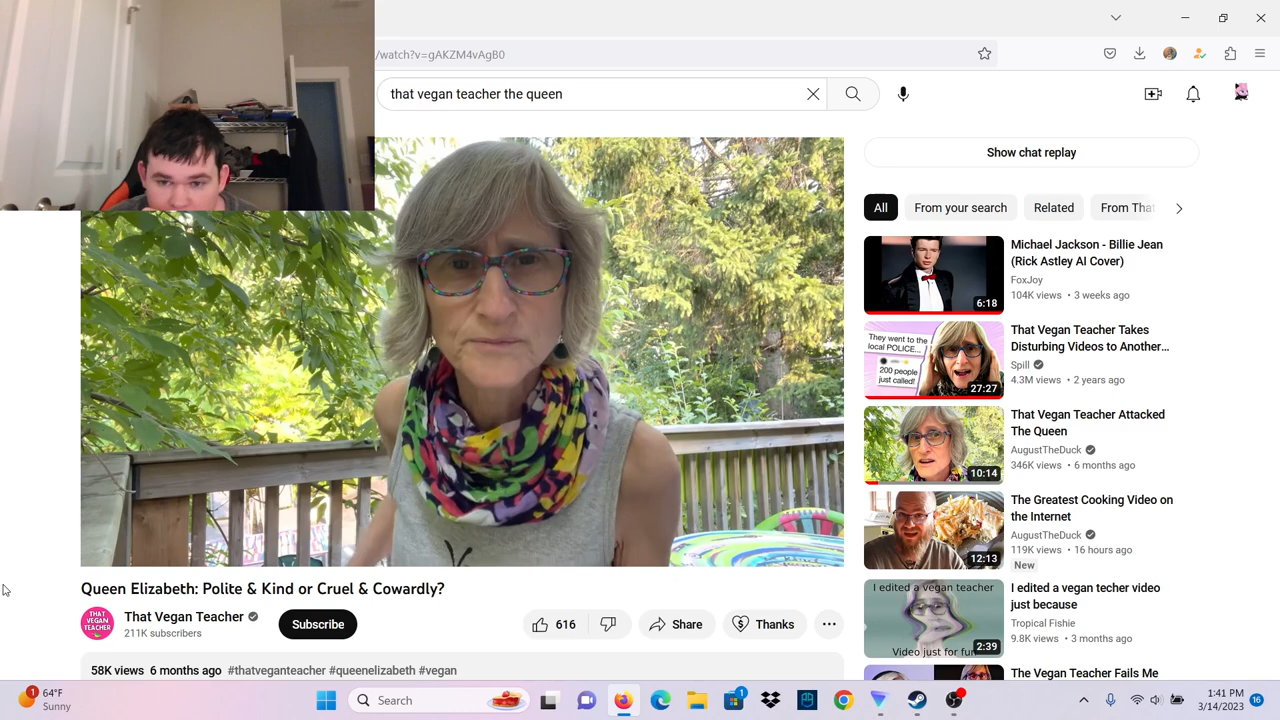 /watch?v=gAKZM4vAgB0
that vegan teacher the queen
Show chat replay
All
From your search
Related
From Tha
They went to the
local POLICE...
200 people
just called!
6:18
Michael Jackson - Billie Jean
(Rick Astley AI Cover)
FoxJoy
104K views • 3 weeks ago
27:27
That Vegan Teacher Takes
Disturbing Videos to Another...
Spill
4.3M views • 2 years ago
10:14
That Vegan Teacher Attacked
The Queen
AugustTheDuck
346K views • 6 months ago
12:13
The Greatest Cooking Video on
the Internet
AugustTheDuck
119K views • 16 hours ago
New
I edited a vegan teacher
Video just for fun
2:39
I edited a vegan techer video
just because
Tropical Fishie
9.8K views • 3 months ago
The Vegan Teacher Fails Me
Queen Elizabeth: Polite & Kind or Cruel & Cowardly?
THAT
VEGAN
TEACHER
That Vegan Teacher
211K subscribers
Subscribe
616
Share
Thanks
58K views 6 months ago #thatveganteacher #queenelizabeth #vegan
1
64°F
Sunny
Search
1
1:41 PM
3/14/2023
16